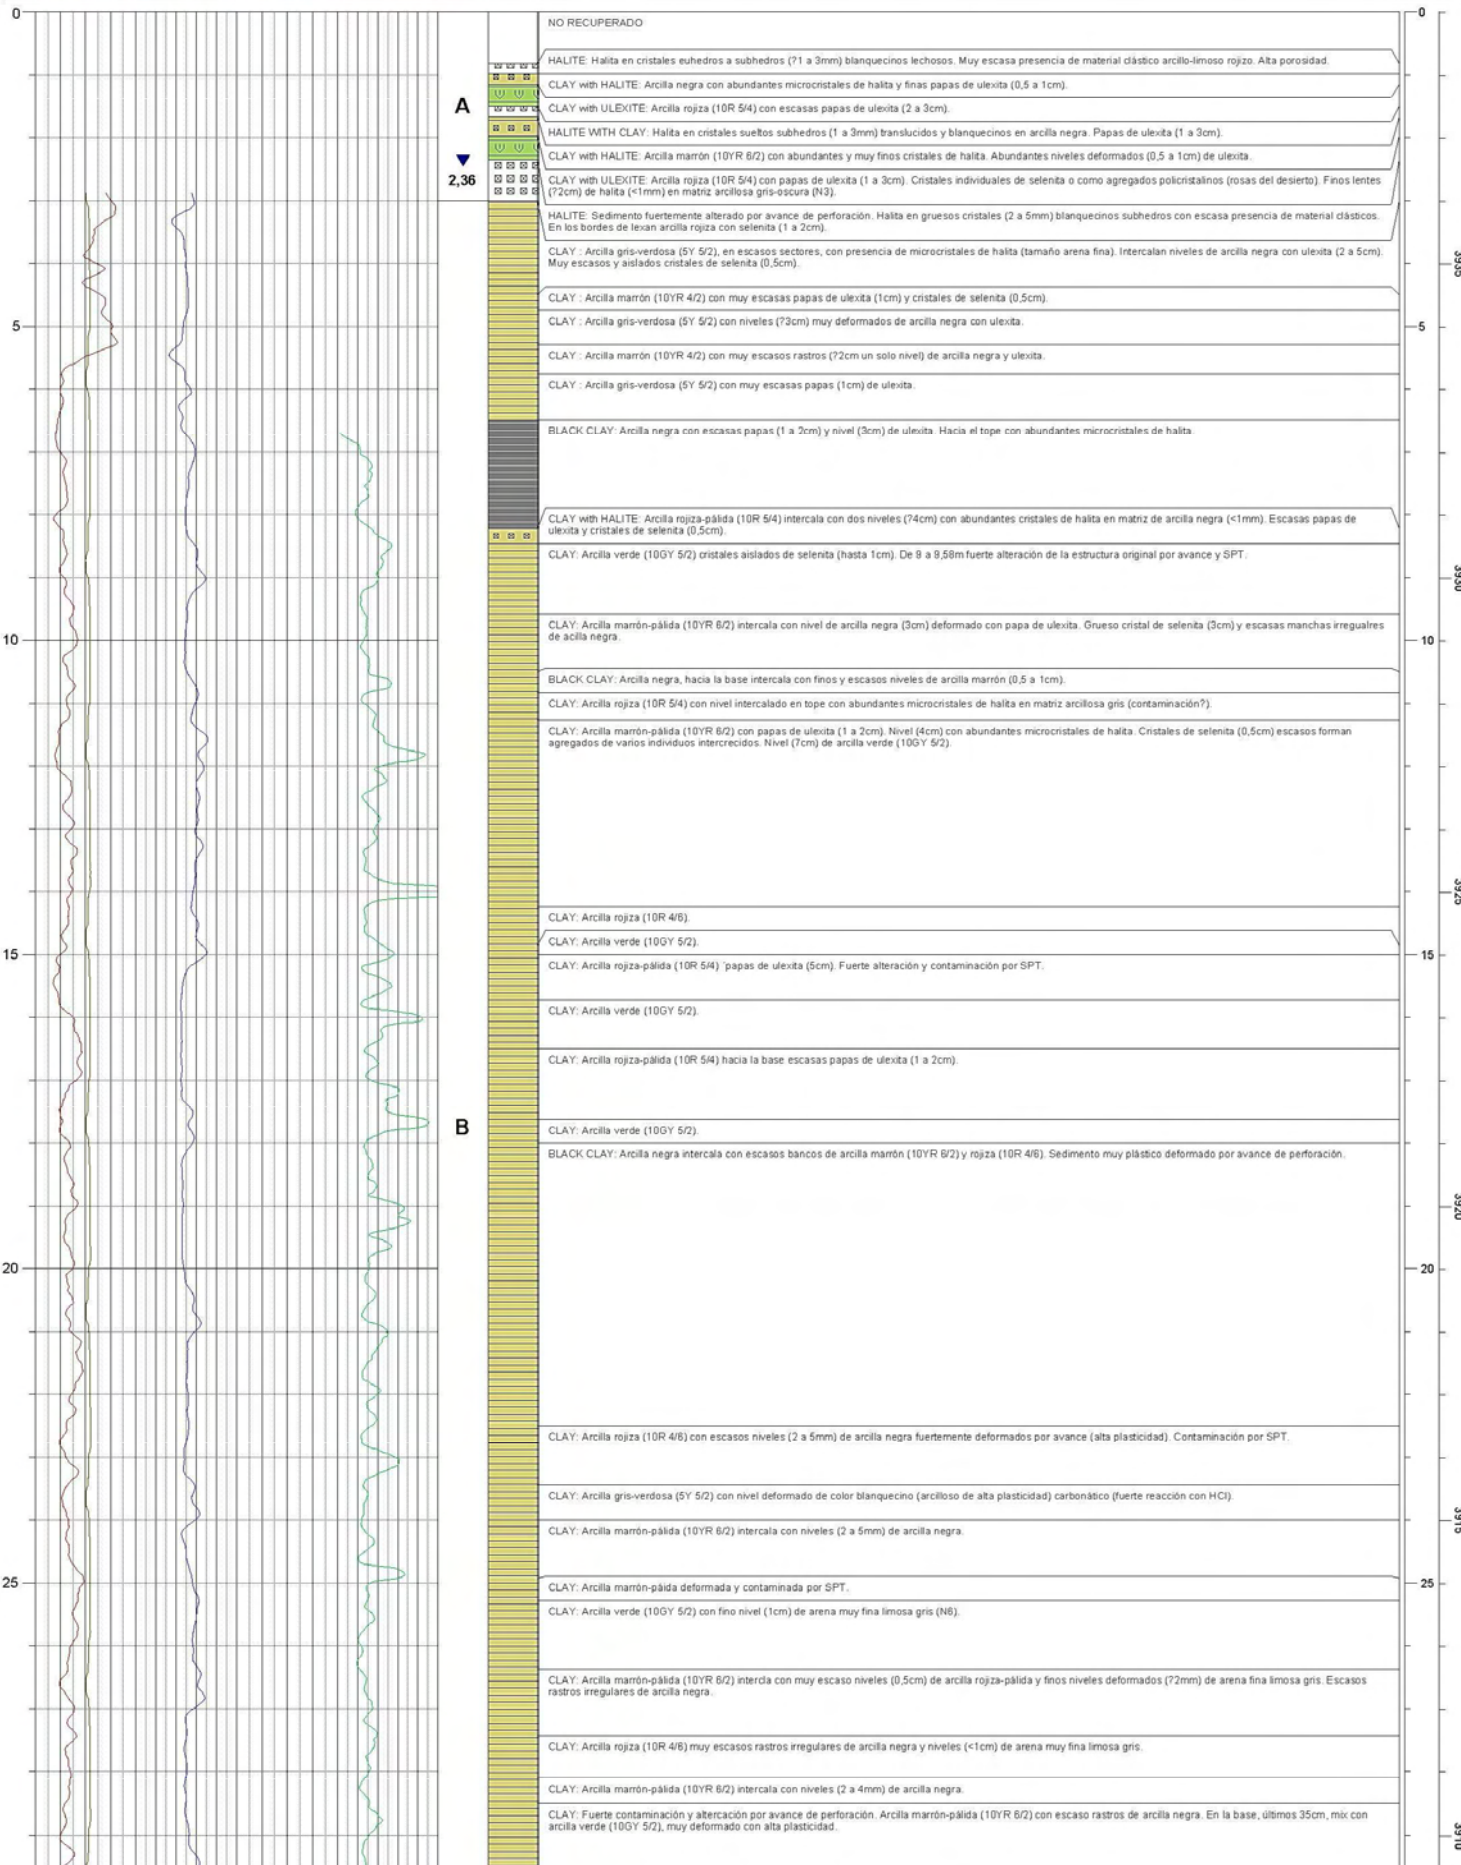 0
NO RECUPERADO
0
HALITE: Halita en cristales euhedros a subhedros (?1 a 3mm) blanquecinos lechosos. Muy escasa presencia de material clástico arcillo-limoso rojizo. Alta porosidad.
CLAY with HALITE: Arcilla negra con abundantes microcristales de halita y finas papas de ulexita (0,5 a 1cm).
A
CLAY with ULEXITE: Arcilla rojiza (10R 5/4) con escasas papas de ulexita (2 a 3cm).
HALITE WITH CLAY: Halita en cristales sueltos subhedros (1 a 3mm) translucidos y blanquecinos en arcilla negra. Papas de ulexita (1 a 3cm).
CLAY with HALITE: Arcilla marrón (10YR 6/2) con abundantes y muy finos cristales de halita. Abundantes niveles deformados (0,5 a 1cm) de ulexita.
2,36
CLAY with ULEXITE: Arcilla rojiza (10R 5/4) con papas de ulexita (1 a 3cm). Cristales individuales de selenita o como agregados policristalinos (rosas del desierto). Finos lentes
(?2cm) de halita (<1mm) en matriz arcillosa gris-oscura (N3).
HALITE: Sedimento fuertemente alterado por avance de perforación. Halita en gruesos cristales (2 a 5mm) blanquecinos subhedros con escasa presencia de material clásticos.
En los bordes de lexan arcilla rojiza con selenita (1 a 2cm).
CLAY : Arcilla gris-verdosa (5Y 5/2), en escasos sectores, con presencia de microcristales de halita (tamaño arena fina). Intercalan niveles de arcilla negra con ulexita (2 a 5cm).
Muy escasos y aislados cristales de selenita (0,5cm).
3935
CLAY : Arcilla marrón (10YR 4/2) con muy escasas papas de ulexita (1cm) y cristales de selenita (0,5cm).
5
CLAY : Arcilla gris-verdosa (5Y 5/2) con niveles (?3cm) muy deformados de arcilla negra con ulexita.
5
CLAY : Arcilla marrón (10YR 4/2) con muy escasos rastros (?2cm un solo nivel) de arcilla negra y ulexita.
CLAY : Arcilla gris-verdosa (5Y 5/2) con muy escasas papas (1cm) de ulexita.
BLACK CLAY: Arcilla negra con escasas papas (1 a 2cm) y nivel (3cm) de ulexita. Hacia el tope con abundantes microcristales de halita.
CLAY with HALITE: Arcilla rojiza-pálida (10R 5/4) intercala con dos niveles (?4cm) con abundantes cristales de halita en matriz de arcilla negra (<1mm). Escasas papas de
ulexita y cristales de selenita (0,5cm).
CLAY: Arcilla verde (10GY 5/2) cristales aislados de selenita (hasta 1cm). De 9 a 9,58m fuerte alteración de la estructura original por avance y SPT.
3930
CLAY: Arcilla marrón-pálida (10YR 6/2) intercala con nivel de arcilla negra (3cm) deformado con papa de ulexita. Grueso cristal de selenita (3cm) y escasas manchas irregualres
de acilla negra.
10
10
BLACK CLAY: Arcilla negra, hacia la base intercala con finos y escasos niveles de arcilla marrón (0,5 a 1cm).
CLAY: Arcilla rojiza (10R 5/4) con nivel intercalado en tope con abundantes microcristales de halita en matriz arcillosa gris (contaminación?).
CLAY: Arcilla marrón-pálida (10YR 6/2) con papas de ulexita (1 a 2cm). Nivel (4cm) con abundantes microcristales de halita. Cristales de selenita (0,5cm) escasos forman
agregados de varios individuos intercrecidos. Nivel (7cm) de arcilla verde (10GY 5/2).
3925
CLAY: Arcilla rojiza (10R 4/6).
CLAY: Arcilla verde (10GY 5/2).
15
CLAY: Arcilla rojiza-pálida (10R 5/4) ´papas de ulexita (5cm). Fuerte alteración y contaminación por SPT.
15
CLAY: Arcilla verde (10GY 5/2).
CLAY: Arcilla rojiza-pálida (10R 5/4) hacia la base escasas papas de ulexita (1 a 2cm).
B
CLAY: Arcilla verde (10GY 5/2).
BLACK CLAY: Arcilla negra intercala con escasos bancos de arcilla marrón (10YR 6/2) y rojiza (10R 4/6). Sedimento muy plástico deformado por avance de perforación.
3920
20
20
CLAY: Arcilla rojiza (10R 4/6) con escasos niveles (2 a 5mm) de arcilla negra fuertemente deformados por avance (alta plasticidad). Contaminación por SPT.
CLAY: Arcilla gris-verdosa (5Y 5/2) con nivel deformado de color blanquecino (arcilloso de alta plasticidad) carbonático (fuerte reacción con HCl).
3915
CLAY: Arcilla marrón-pálida (10YR 6/2) intercala con niveles (2 a 5mm) de arcilla negra.
25
CLAY: Arcilla marrón-páida deformada y contaminada por SPT.
25
CLAY: Arcilla verde (10GY 5/2) con fino nivel (1cm) de arena muy fina limosa gris (N6).
CLAY: Arcilla marrón-pálida (10YR 6/2) intercla con muy escaso niveles (0,5cm) de arcilla rojiza-pálida y finos niveles deformados (?2mm) de arena fina limosa gris. Escasos
rastros irregulares de arcilla negra.
CLAY: Arcilla rojiza (10R 4/6) muy escasos rastros irregulares de arcilla negra y niveles (<1cm) de arena muy fina limosa gris.
CLAY: Arcilla marrón-pálida (10YR 6/2) intercala con niveles (2 a 4mm) de arcilla negra.
CLAY: Fuerte contaminación y altercación por avance de perforación. Arcilla marrón-pálida (10YR 6/2) con escaso rastros de arcilla negra. En la base, últimos 35cm, mix con
arcilla verde (10GY 5/2), muy deformado con alta plasticidad.
3910